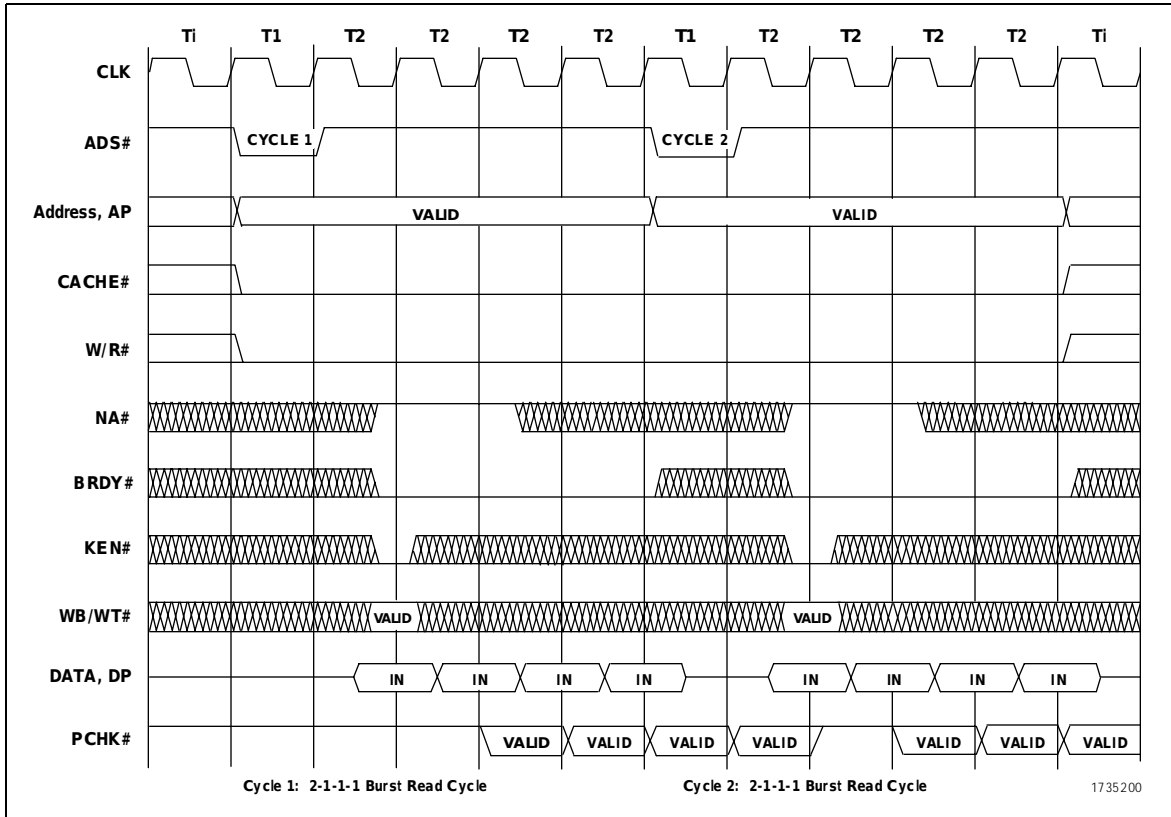 Ti T1 T2 T2 T2 T2 T1 T2 T2 T2 T2 Ti
CLK
ADS# CYCLE 1 CYCLE 2
Address, AP VALID VALID
CACHE#
W/R#
NA#
BRDY#
KEN#
WB/WT# VALID VALID
DATA, DP IN IN IN IN IN IN IN IN
PCHK# VALID VALID VALID VALID VALID VALID VALID
Cycle 1: 2-1-1-1 Burst Read Cycle Cycle 2: 2-1-1-1 Burst Read Cycle 1735200